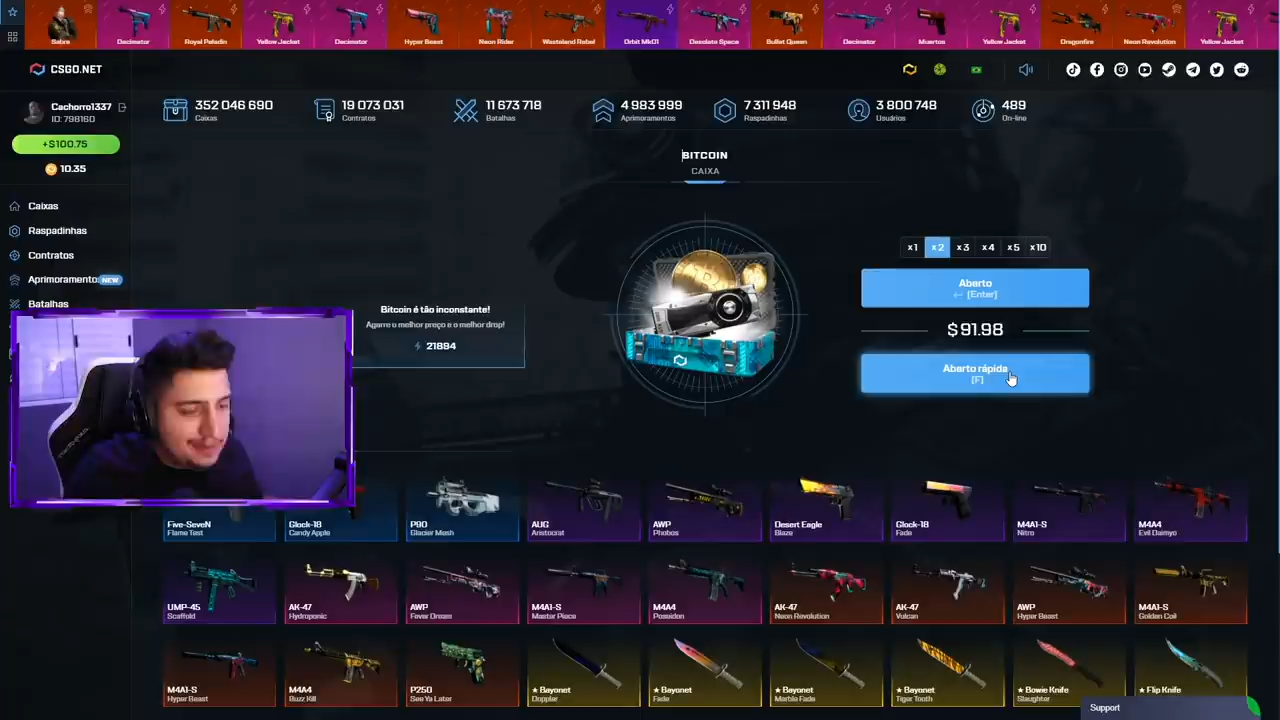 Sabre
Decimator
Royal Paladin
Yellow Jacket
Decimator
Hyper Beast
Neon Rider
Wasteland Rebel
Orbit Mk01
Desolate Space
Bullet Queen
Decimator
Muertos
Yellow Jacket
Dragonfire
Neon Revolution
Yellow Jacket
CSGO.NET
Cachorro1337
ID: 798160
+$100.75
10.35
352 046 690
Caixas
19 073 031
Contratos
11 673 718
Batalhas
4 983 999
Aprimoramentos
7 311 948
Raspadinhas
3 800 748
Usuários
489
On-line
Caixas
Raspadinhas
Contratos
Aprimoramento NEW
Batalhas
BITCOIN
CAIXA
Bitcoin é tão inconstante!
Agarre o melhor preço e o melhor drop!
21894
x1 x2 x3 x4 x5 x10
Aberto
[Enter]
$91.98
Aberto rápida
[F]
Five-SeveN
Flame Test
Glock-18
Candy Apple
P90
Glacier Mesh
AUG
Aristocrat
AWP
Phobos
Desert Eagle
Blaze
Glock-18
Fade
M4A1-S
Nitro
M4A4
Evil Daimyo
UMP-45
Scaffold
AK-47
Hydroponic
AWP
Fever Dream
M4A1-S
Master Piece
M4A4
Poseidon
AK-47
Neon Revolution
AK-47
Vulcan
AWP
Hyper Beast
M4A1-S
Golden Coil
M4A1-S
Hyper Beast
M4A4
Buzz Kill
P250
See Ya Later
★ Bayonet
Doppler
★ Bayonet
Fade
★ Bayonet
Marble Fade
★ Bayonet
Tiger Tooth
★ Bowie Knife
Slaughter
★ Flip Knife
Support